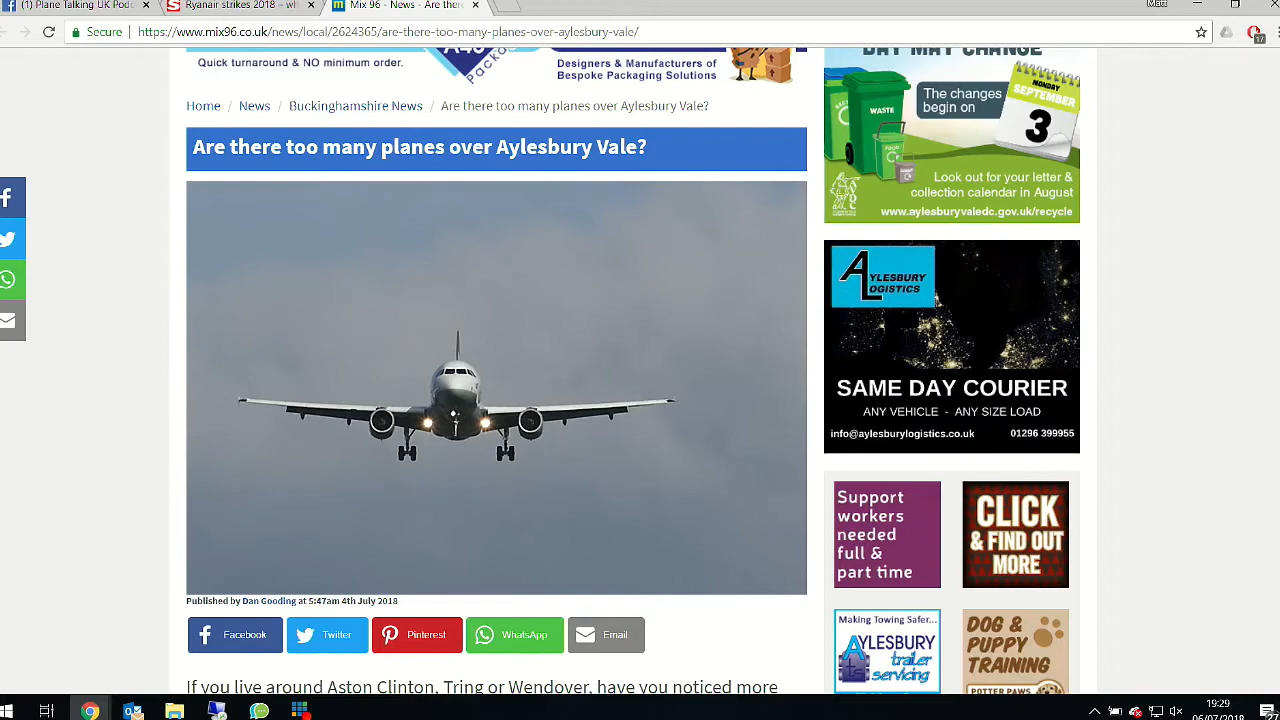 (1) Plane Talking UK Pod
Ryanair strikes 2018 – wh
Mix 96 - News - Are ther
Matt
Secure
https://www.mix96.co.uk/news/local/2624365/are-there-too-many-planes-over-aylesbury-vale/
17
Quick turnaround & NO minimum order.
Designers & Manufacturers of
Bespoke Packaging Solutions
DAY MAY CHANGE
WASTE
The changes
begin on
MONDAY
SEPTEMBER
3
Look out for your letter &
collection calendar in August
www.aylesburyvaledc.gov.uk/recycle
Home / News / Buckinghamshire News / Are there too many planes over Aylesbury Vale?
Are there too many planes over Aylesbury Vale?
AYLESBURY
LOGISTICS
SAME DAY COURIER
ANY VEHICLE - ANY SIZE LOAD
info@aylesburylogistics.co.uk 01296 399955
Support
workers
needed
full &
part time
CLICK
& FIND OUT
MORE
Published by Dan Gooding at 5:47am 4th July 2018
Facebook Twitter Pinterest WhatsApp Email
Making Towing Safer...
AYLESBURY
trailer
servicing
DOG &
PUPPY
TRAINING
POTTER PAWS
If you live around Aston Clinton, Tring or Wendover, have you noticed more
19:29
06/07/2018